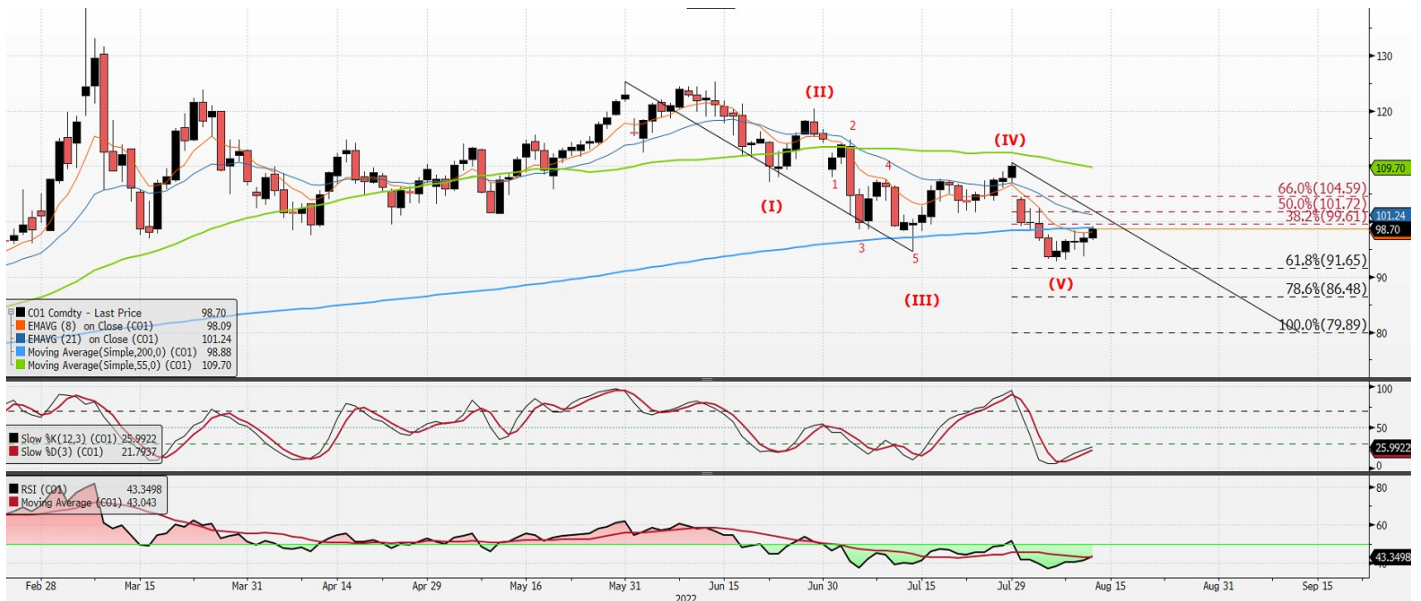 130
120
90
80
109.70
101.24
98.70
(II)
2
(IV)
4
1
(I)
3
5
(III)
(V)
66.0%(104.59)
50.0%(101.72)
38.2%(99.61)
61.8%(91.65)
78.6%(86.48)
100.0%(79.89)
CO1 Comdty - Last Price 98.70
EMAVG (8) on Close (CO1) 98.09
EMAVG (21) on Close (CO1) 101.24
Moving Average(Simple,200,0) (CO1) 98.88
Moving Average(Simple,55,0) (CO1) 109.70
100
50
25.9922
0
Slow %K(12,3) (CO1) 25.9922
Slow %D(3) (CO1) 21.7937
RSI (CO1) 43.3498
Moving Average (CO1) 43.043
80
60
43.3498
Feb 28
Mar 15
Mar 31
Apr 14
Apr 29
May 16
May 31
Jun 15
Jun 30
Jul 15
Jul 29
Aug 15
Aug 31
Sep 15
2022